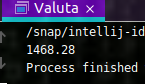 Valuta ×
/snap/intellij-id
1468.28
Process finished